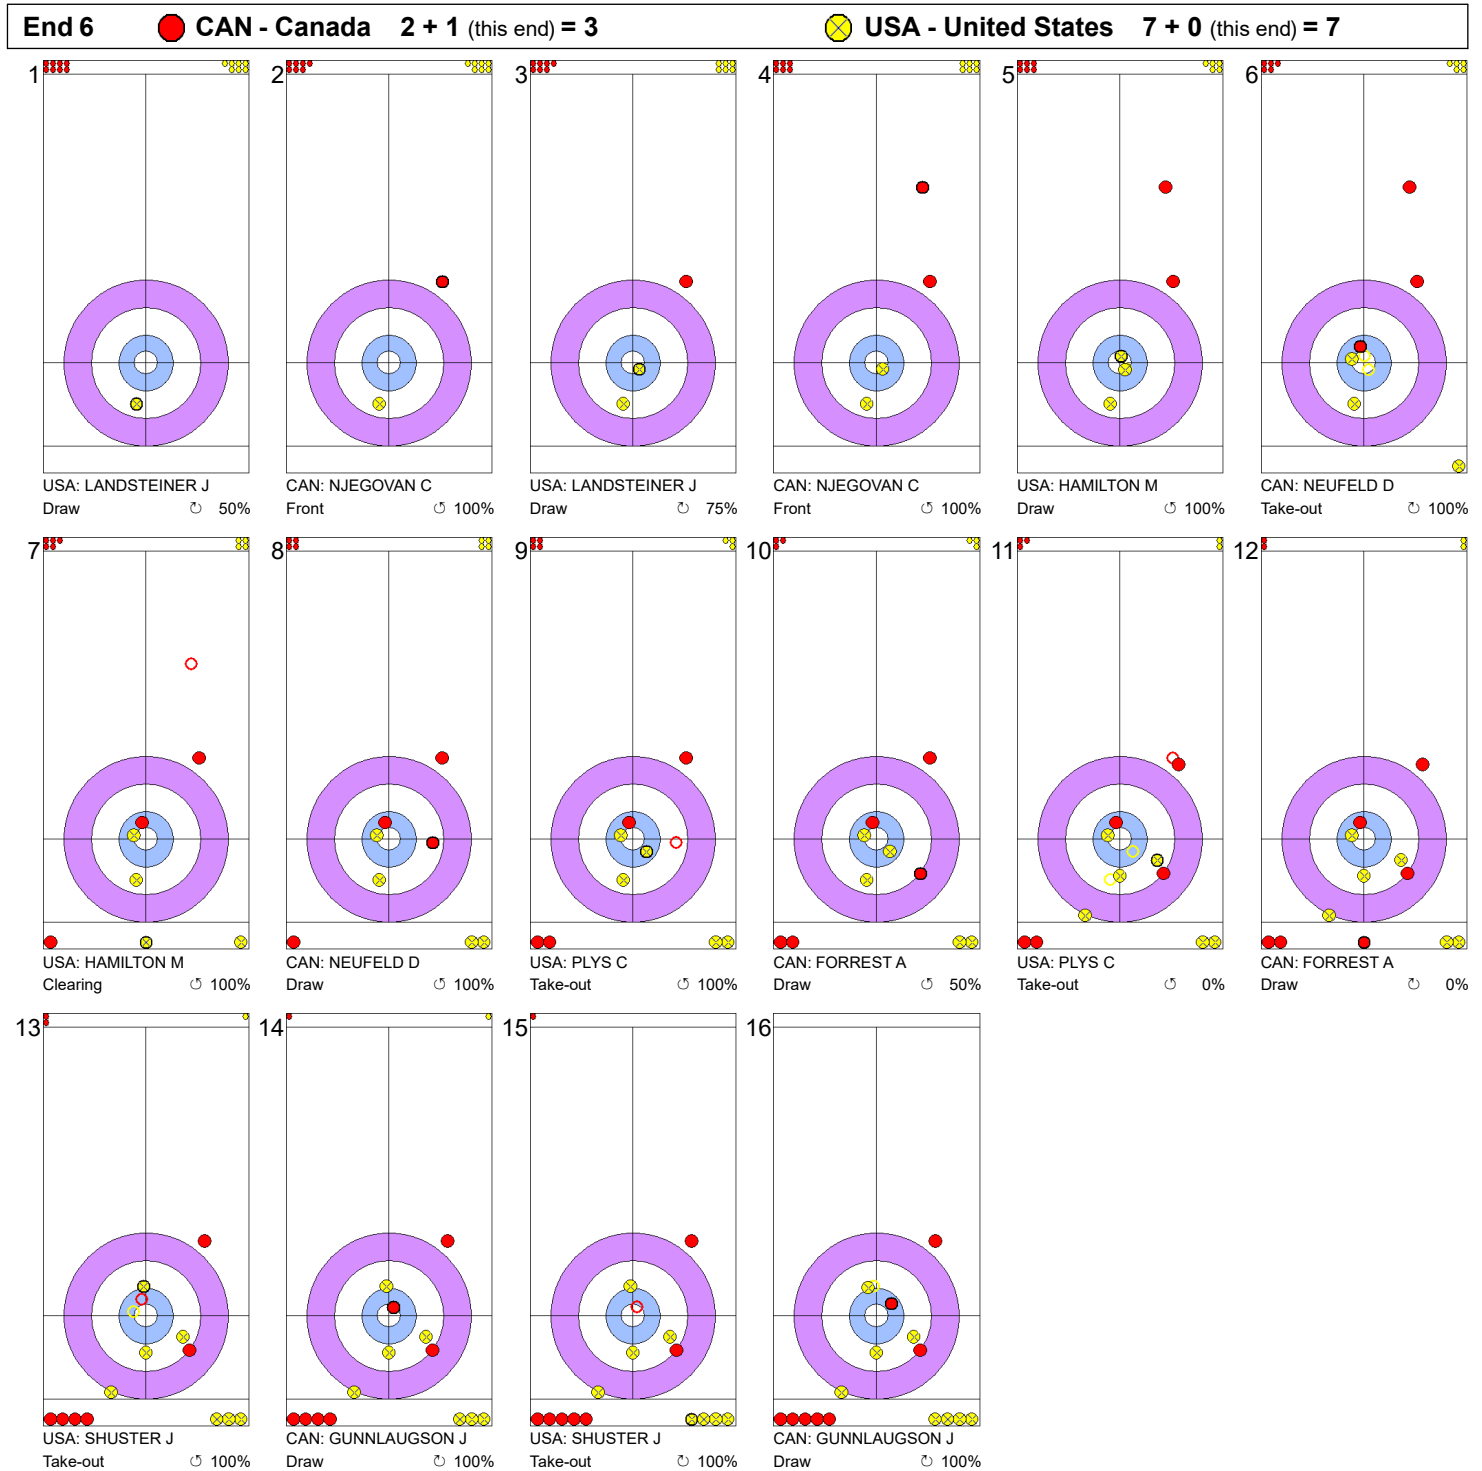 End 6 CAN - Canada 2 + 1 (this end) = 3 USA - United States 7 + 0 (this end) = 7
1 2 3 4 5 6
USA: LANDSTEINER J CAN: NJEGOVAN C USA: LANDSTEINER J CAN: NJEGOVAN C USA: HAMILTON M CAN: NEUFELD D
Draw ↻ 50% Front ↺ 100% Draw ↻ 75% Front ↺ 100% Draw ↻ 100% Take-out ↺ 100%
7 8 9 10 11 12
USA: HAMILTON M CAN: NEUFELD D USA: PLYS C CAN: FORREST A USA: PLYS C CAN: FORREST A
Clearing ↺ 100% Draw ↺ 100% Take-out ↺ 100% Draw ↺ 50% Take-out ↺ 0% Draw ↻ 0%
13 14 15 16
USA: SHUSTER J CAN: GUNNLAUGSON J USA: SHUSTER J CAN: GUNNLAUGSON J
Take-out ↺ 100% Draw ↻ 100% Take-out ↻ 100% Draw ↻ 100%